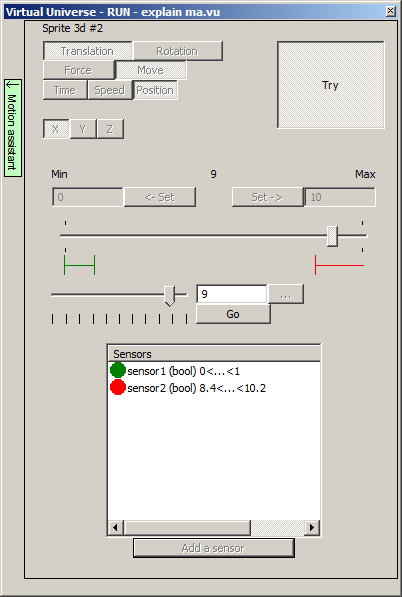 Virtual Universe - RUN - explain ma.vu
Sprite 3d #2
Translation Rotation
Force Move
Time Speed Position
Try
X Y Z
Motion assistant
Min 9 Max
0 <- Set Set -> 10
9 ...
Go
Sensors
sensor1 (bool) 0<...<1
sensor2 (bool) 8.4<...<10.2
Add a sensor